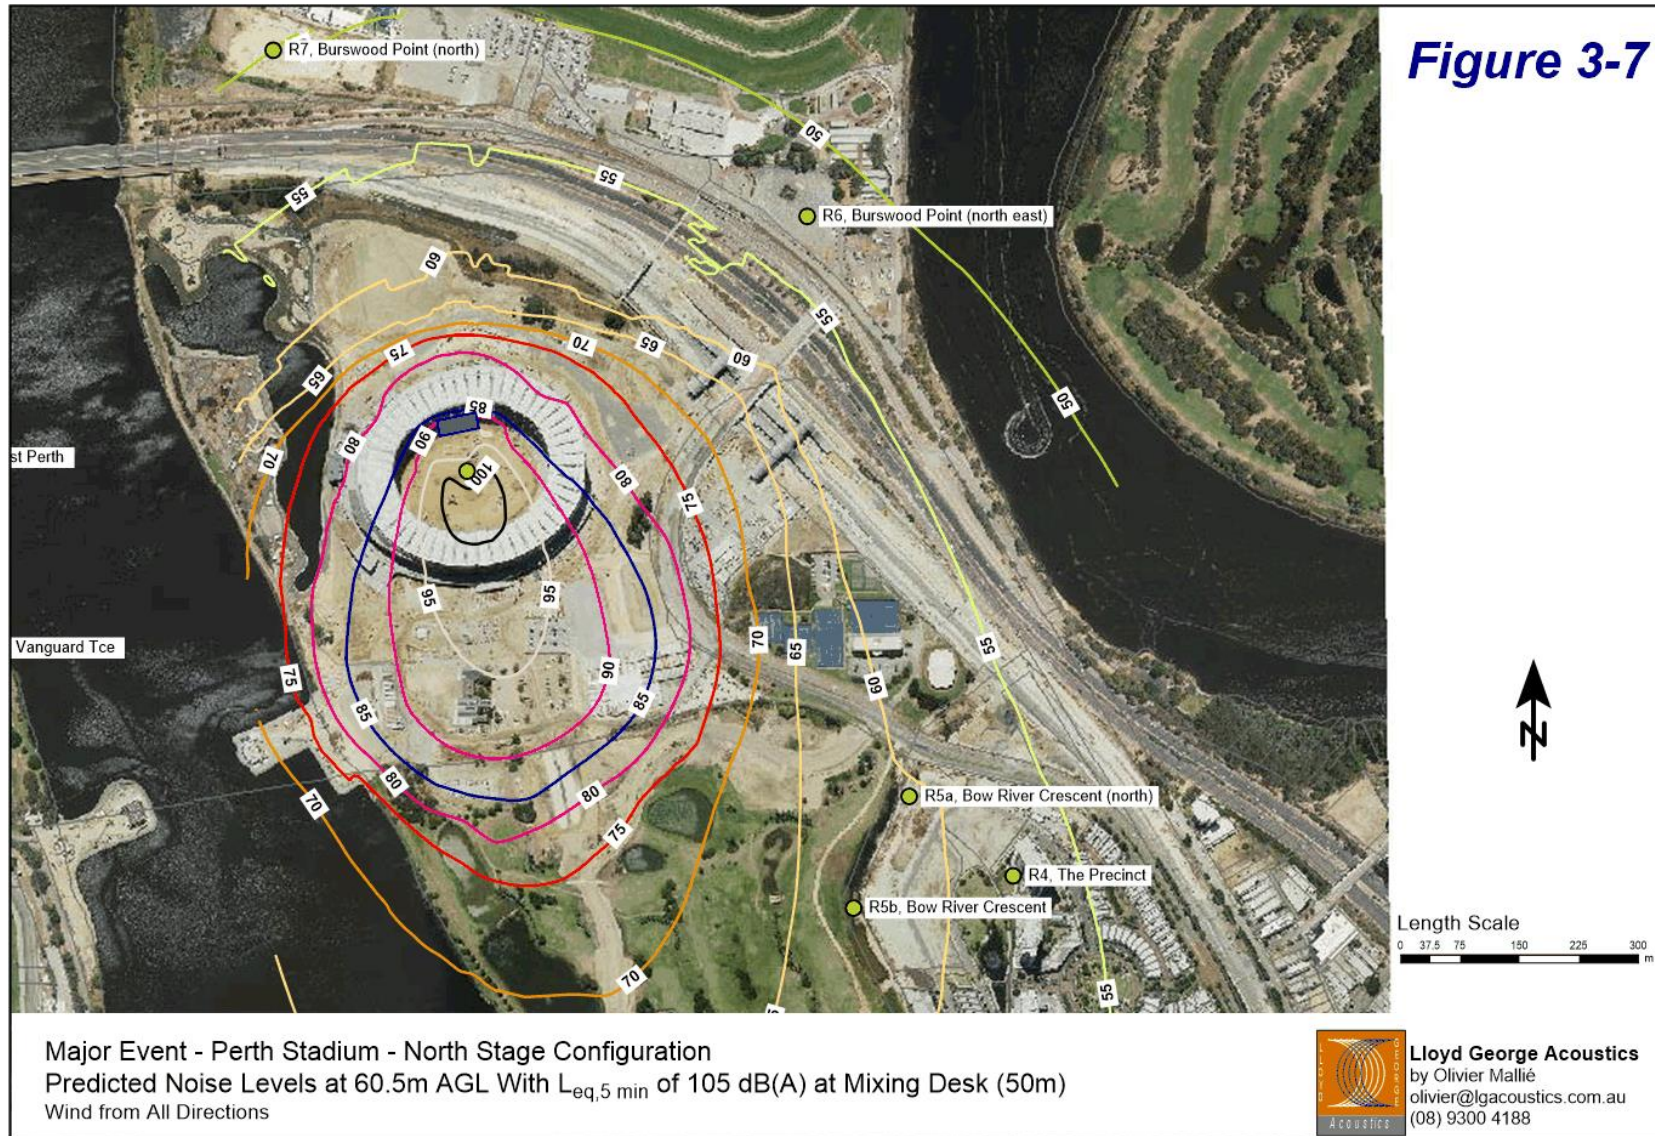 Figure 3-7
R7, Burswood Point (north)
50
55
55
R6, Burswood Point (north east)
60
55
75
70
65
60
65
85
50
80
90
80
st Perth
70
100
75
95
95
Vanguard Tce
70
65
55
75
90
60
85
85
N
80
80
R5a, Bow River Crescent (north)
70
75
R4, The Precinct
R5b, Bow River Crescent
Length Scale
0 37.5 75 150 225 300
m
70
55
Major Event - Perth Stadium - North Stage Configuration
Predicted Noise Levels at 60.5m AGL With Leq,5 min of 105 dB(A) at Mixing Desk (50m)
Wind from All Directions
Lloyd George Acoustics
by Olivier Mallié
olivier@lgacoustics.com.au
(08) 9300 4188
Acoustics